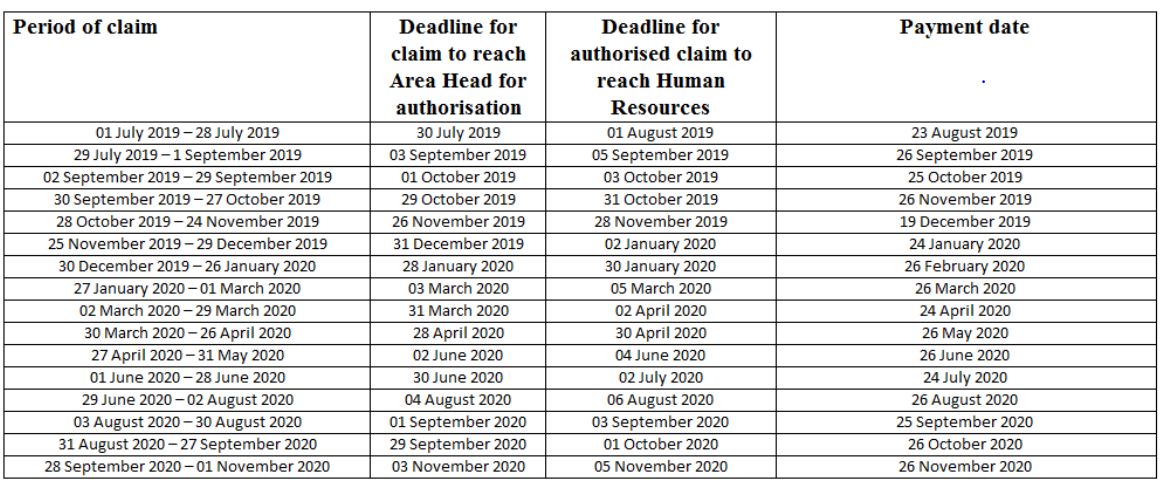 Period of claim Deadline for claim to reach Area Head for authorisation Deadline for authorised claim to reach Human Resources Payment date
01 July 2019 – 28 July 2019 30 July 2019 01 August 2019 23 August 2019
29 July 2019 – 1 September 2019 03 September 2019 05 September 2019 26 September 2019
02 September 2019 – 29 September 2019 01 October 2019 03 October 2019 25 October 2019
30 September 2019 – 27 October 2019 29 October 2019 31 October 2019 26 November 2019
28 October 2019 – 24 November 2019 26 November 2019 28 November 2019 19 December 2019
25 November 2019 – 29 December 2019 31 December 2019 02 January 2020 24 January 2020
30 December 2019 – 26 January 2020 28 January 2020 30 January 2020 26 February 2020
27 January 2020 – 01 March 2020 03 March 2020 05 March 2020 26 March 2020
02 March 2020 – 29 March 2020 31 March 2020 02 April 2020 24 April 2020
30 March 2020 – 26 April 2020 28 April 2020 30 April 2020 26 May 2020
27 April 2020 – 31 May 2020 02 June 2020 04 June 2020 26 June 2020
01 June 2020 – 28 June 2020 30 June 2020 02 July 2020 24 July 2020
29 June 2020 – 02 August 2020 04 August 2020 06 August 2020 26 August 2020
03 August 2020 – 30 August 2020 01 September 2020 03 September 2020 25 September 2020
31 August 2020 – 27 September 2020 29 September 2020 01 October 2020 26 October 2020
28 September 2020 – 01 November 2020 03 November 2020 05 November 2020 26 November 2020